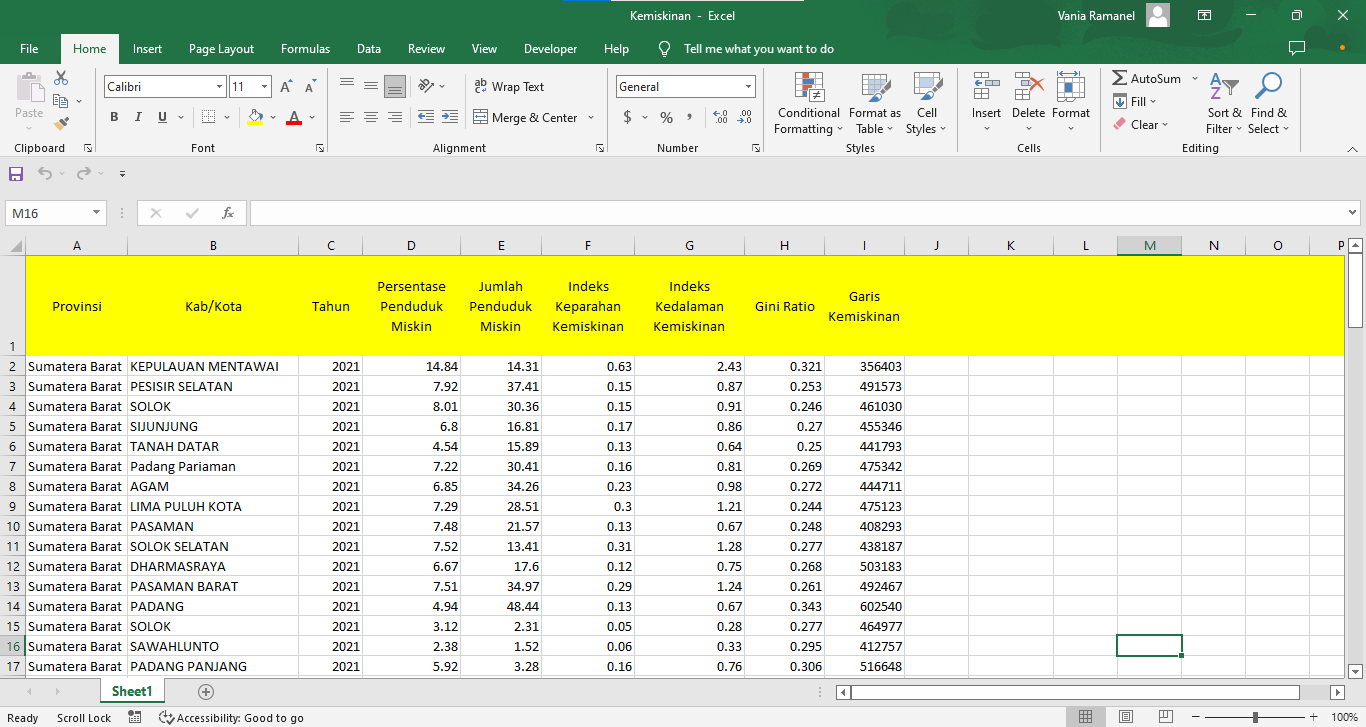 Kemiskinan - Excel
Vania Ramanel
File Home Insert Page Layout Formulas Data Review View Developer Help Tell me what you want to do
Paste
Clipboard
Calibri 11
B I U
A A A
Font
ab Wrap Text
Merge & Center
Alignment
General
$ % ,
Number
Conditional Formatting
Format as Table
Cell Styles
Styles
Insert Delete Format
Cells
AutoSum
Fill
Clear
Sort & Filter
Find & Select
Editing
M16 fx
A B C D E F G H I J K L M N O P
1 Provinsi Kab/Kota Tahun Persentase Penduduk Miskin Jumlah Penduduk Miskin Indeks Keparahan Kemiskinan Indeks Kedalaman Kemiskinan Gini Ratio Garis Kemiskinan
2 Sumatera Barat KEPULAUAN MENTAWAI 2021 14.84 14.31 0.63 2.43 0.321 356403
3 Sumatera Barat PESISIR SELATAN 2021 7.92 37.41 0.15 0.87 0.253 491573
4 Sumatera Barat SOLOK 2021 8.01 30.36 0.15 0.91 0.246 461030
5 Sumatera Barat SIJUNJUNG 2021 6.8 16.81 0.17 0.86 0.27 455346
6 Sumatera Barat TANAH DATAR 2021 4.54 15.89 0.13 0.64 0.25 441793
7 Sumatera Barat Padang Pariaman 2021 7.22 30.41 0.16 0.81 0.269 475342
8 Sumatera Barat AGAM 2021 6.85 34.26 0.23 0.98 0.272 444711
9 Sumatera Barat LIMA PULUH KOTA 2021 7.29 28.51 0.3 1.21 0.244 475123
10 Sumatera Barat PASAMAN 2021 7.48 21.57 0.13 0.67 0.248 408293
11 Sumatera Barat SOLOK SELATAN 2021 7.52 13.41 0.31 1.28 0.277 438187
12 Sumatera Barat DHARMASRAYA 2021 6.67 17.6 0.12 0.75 0.268 503183
13 Sumatera Barat PASAMAN BARAT 2021 7.51 34.97 0.29 1.24 0.261 492467
14 Sumatera Barat PADANG 2021 4.94 48.44 0.13 0.67 0.343 602540
15 Sumatera Barat SOLOK 2021 3.12 2.31 0.05 0.28 0.277 464977
16 Sumatera Barat SAWAHLUNTO 2021 2.38 1.52 0.06 0.33 0.295 412757
17 Sumatera Barat PADANG PANJANG 2021 5.92 3.28 0.16 0.76 0.306 516648
Sheet1
Ready Scroll Lock Accessibility: Good to go 100%